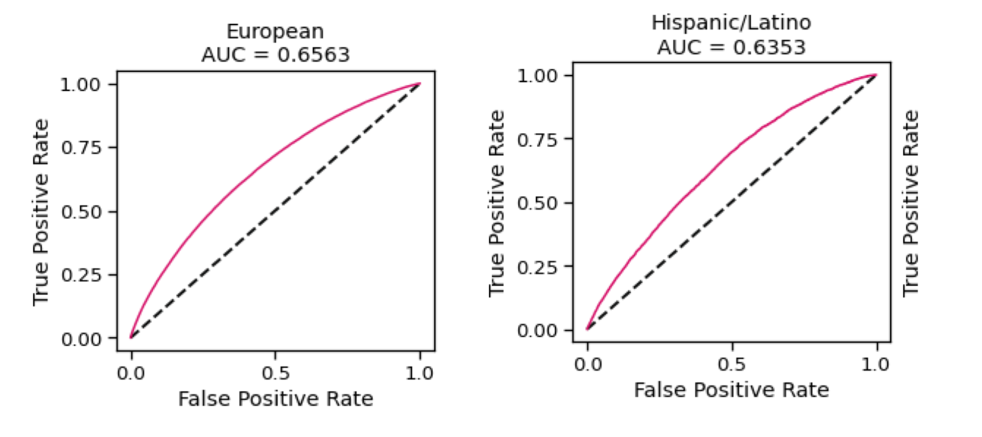 European
AUC = 0.6563
True Positive Rate
1.00
0.75
0.50
0.25
0.00
0.0 0.5 1.0
False Positive Rate
Hispanic/Latino
AUC = 0.6353
True Positive Rate
1.00
0.75
0.50
0.25
0.00
0.0 0.5 1.0
False Positive Rate
True Positive Rate